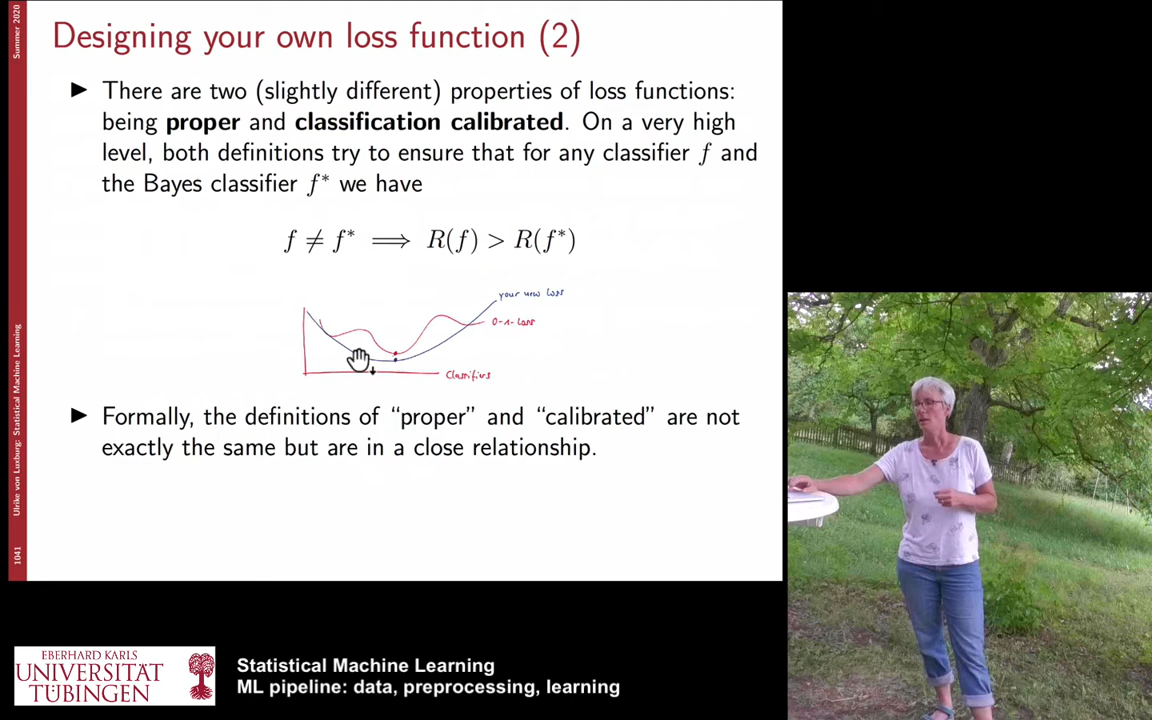 Designing your own loss function (2)
▶ There are two (slightly different) properties of loss functions:
being proper and classification calibrated. On a very high
level, both definitions try to ensure that for any classifier f and
the Bayes classifier f* we have
f ≠ f* ⟹ R(f) > R(f*)
your new loss
0-1-loss
Classifiers
▶ Formally, the definitions of “proper” and “calibrated” are not
exactly the same but are in a close relationship.
Summer 2020
Ulrike von Luxburg: Statistical Machine Learning
1041
EBERHARD KARLS
UNIVERSITÄT
TÜBINGEN
Statistical Machine Learning
ML pipeline: data, preprocessing, learning